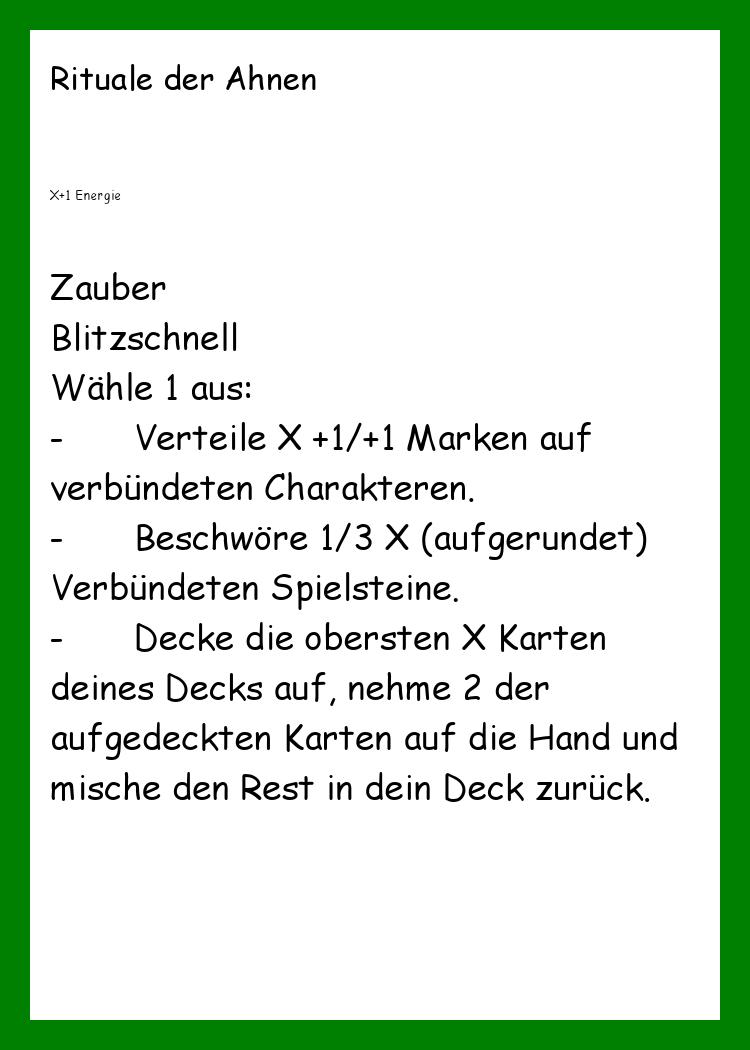 Rituale der Ahnen
X+1 Energie
Zauber
Blitzschnell
Wähle 1 aus:
- Verteile X +1/+1 Marken auf
verbündeten Charakteren.
- Beschwöre 1/3 X (aufgerundet)
Verbündeten Spielsteine.
- Decke die obersten X Karten
deines Decks auf, nehme 2 der
aufgedeckten Karten auf die Hand und
mische den Rest in dein Deck zurück.